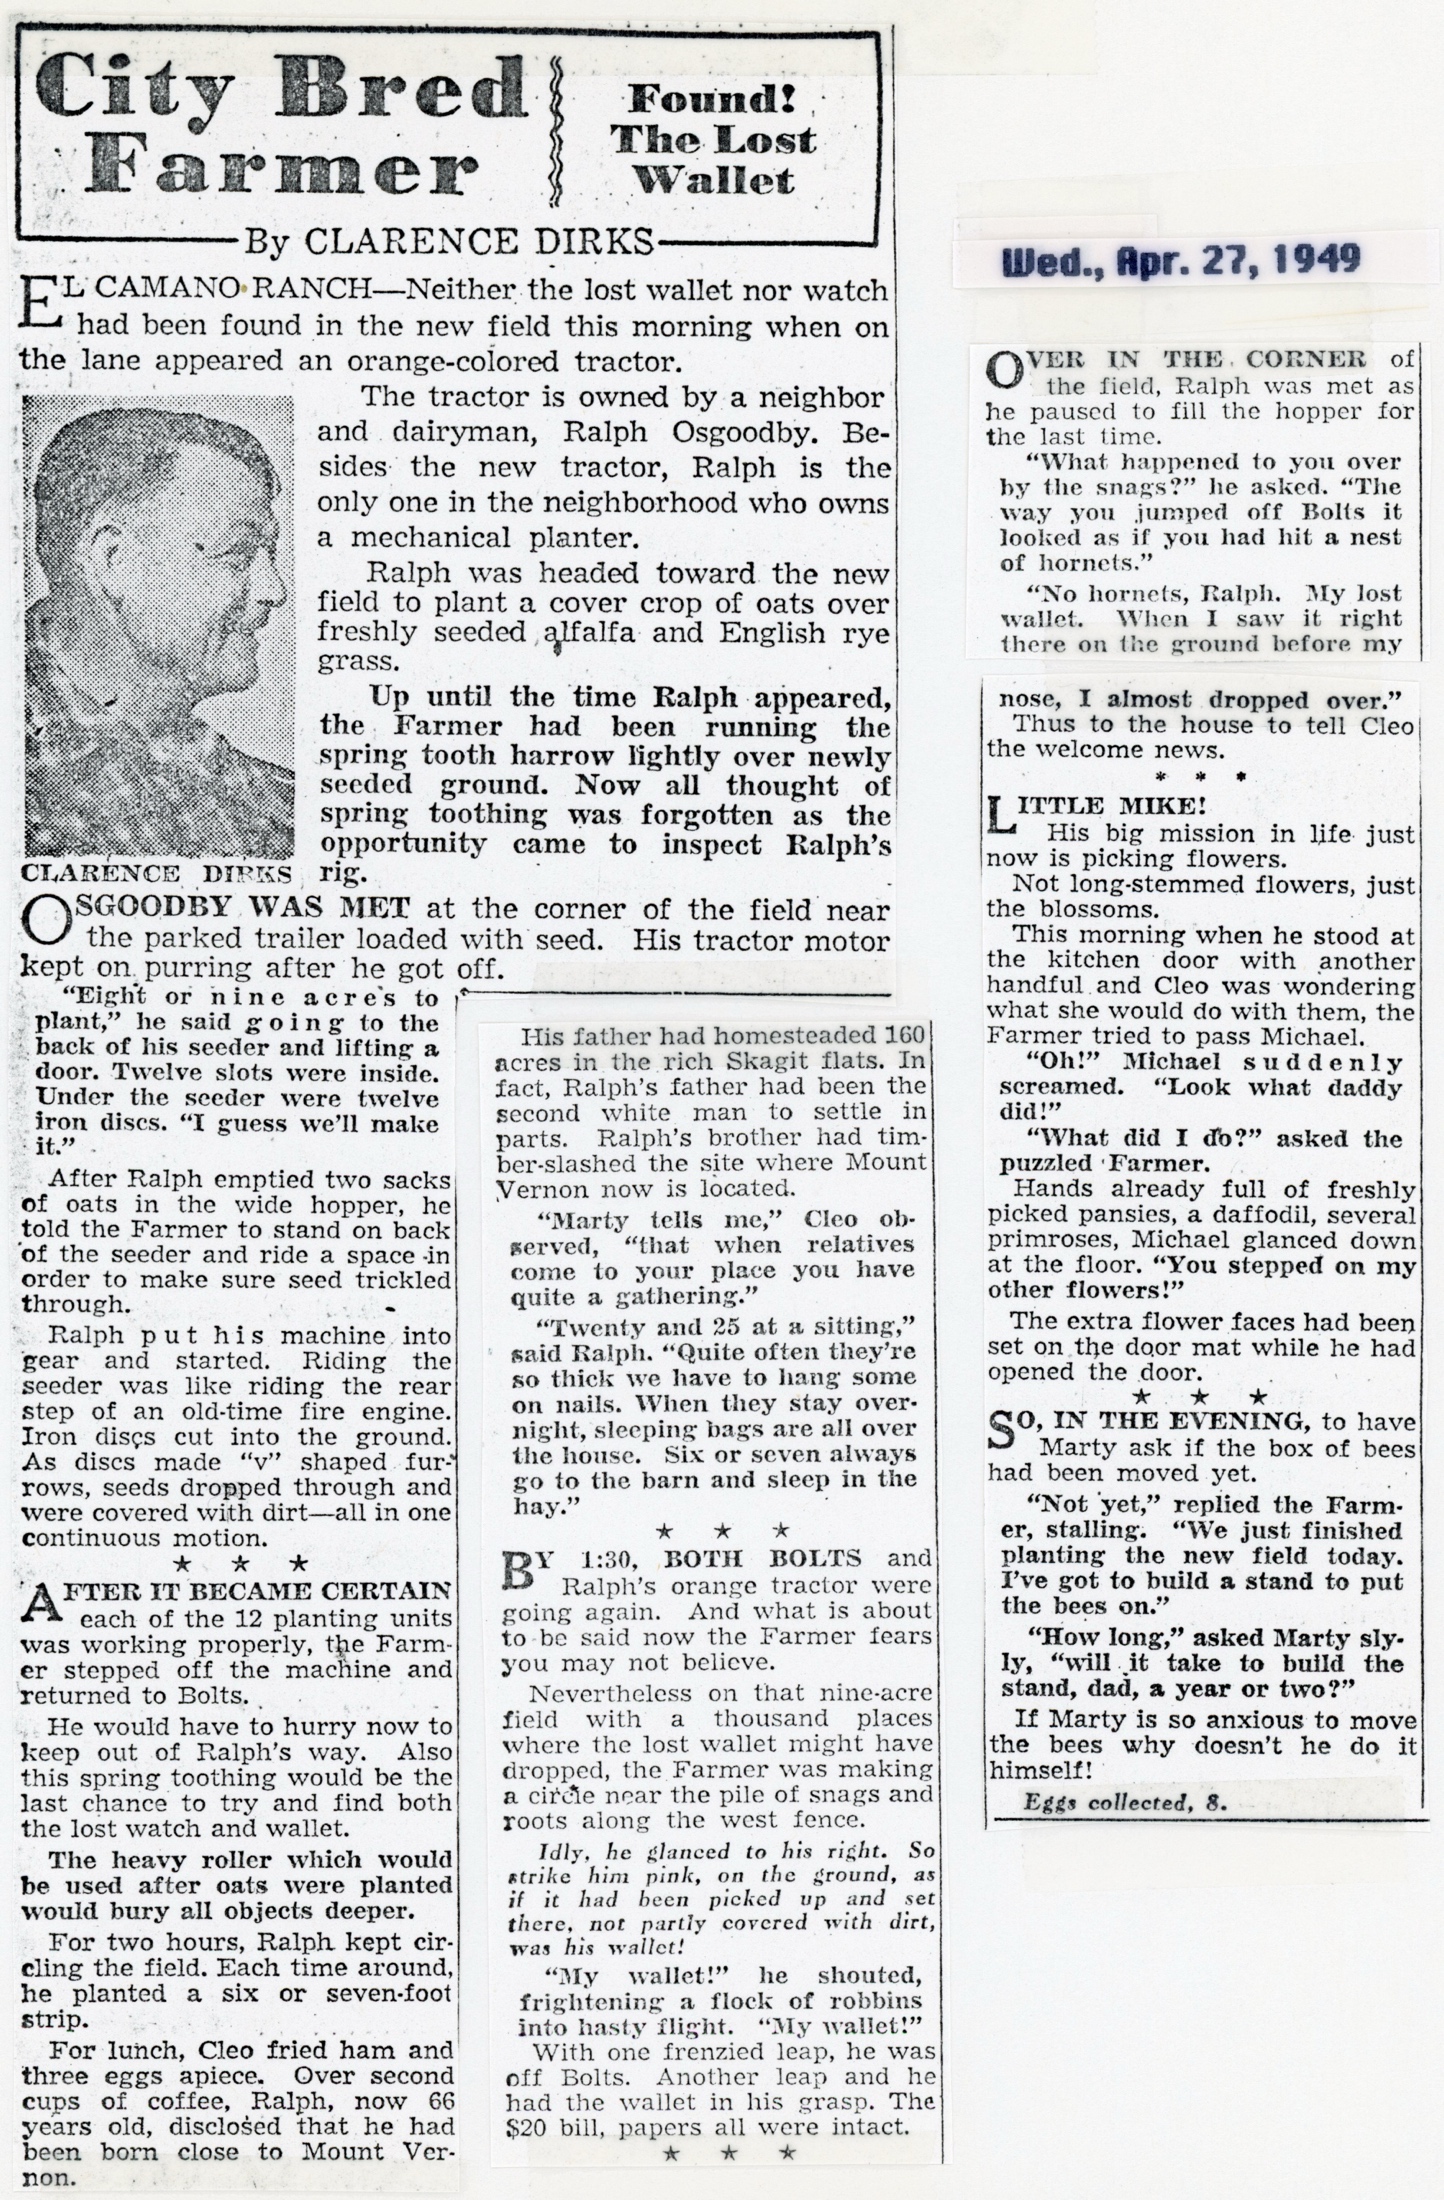 City Bred
Farmer
Found!
The Lost
Wallet
By CLARENCE DIRKS
EL CAMANO RANCH—Neither the lost wallet nor watch
had been found in the new field this morning when on
the lane appeared an orange-colored tractor.
The tractor is owned by a neighbor
and dairyman, Ralph Osgoodby. Be-
sides the new tractor, Ralph is the
only one in the neighborhood who owns
a mechanical planter.
Ralph was headed toward the new
field to plant a cover crop of oats over
freshly seeded alfalfa and English rye
grass.
Up until the time Ralph appeared,
the Farmer had been running the
spring tooth harrow lightly over newly
seeded ground. Now all thought of
spring toothing was forgotten as the
opportunity came to inspect Ralph's
rig.
CLARENCE DIRKS
OSGOODBY WAS MET at the corner of the field near
the parked trailer loaded with seed. His tractor motor
kept on purring after he got off.
"Eight or nine acres to
plant," he said going to the
back of his seeder and lifting a
door. Twelve slots were inside.
Under the seeder were twelve
iron discs. "I guess we'll make
it."
After Ralph emptied two sacks
of oats in the wide hopper, he
told the Farmer to stand on back
of the seeder and ride a space in
order to make sure seed trickled
through.
Ralph put his machine into
gear and started. Riding the
seeder was like riding the rear
step of an old-time fire engine.
Iron discs cut into the ground.
As discs made "v" shaped fur-
rows, seeds dropped through and
were covered with dirt—all in one
continuous motion.
★ ★ ★
AFTER IT BECAME CERTAIN
each of the 12 planting units
was working properly, the Farm-
er stepped off the machine and
returned to Bolts.
He would have to hurry now to
keep out of Ralph's way. Also
this spring toothing would be the
last chance to try and find both
the lost watch and wallet.
The heavy roller which would
be used after oats were planted
would bury all objects deeper.
For two hours, Ralph kept cir-
cling the field. Each time around,
he planted a six or seven-foot
strip.
For lunch, Cleo fried ham and
three eggs apiece. Over second
cups of coffee, Ralph, now 66
years old, disclosed that he had
been born close to Mount Ver-
non.
His father had homesteaded 160
acres in the rich Skagit flats. In
fact, Ralph's father had been the
second white man to settle in
parts. Ralph's brother had tim-
ber-slashed the site where Mount
Vernon now is located.
"Marty tells me," Cleo ob-
served, "that when relatives
come to your place you have
quite a gathering."
"Twenty and 25 at a sitting,"
said Ralph. "Quite often they're
so thick we have to hang some
on nails. When they stay over-
night, sleeping bags are all over
the house. Six or seven always
go to the barn and sleep in the
hay."
★ ★ ★
BY 1:30, BOTH BOLTS and
Ralph's orange tractor were
going again. And what is about
to be said now the Farmer fears
you may not believe.
Nevertheless on that nine-acre
field with a thousand places
where the lost wallet might have
dropped, the Farmer was making
a circle near the pile of snags and
roots along the west fence.
Idly, he glanced to his right. So
strike him pink, on the ground, as
if it had been picked up and set
there, not partly covered with dirt,
was his wallet!
"My wallet!" he shouted,
frightening a flock of robbins
into hasty flight. "My wallet!"
With one frenzied leap, he was
off Bolts. Another leap and he
had the wallet in his grasp. The
$20 bill, papers all were intact.
★ ★ ★
Wed., Apr. 27, 1949
OVER IN THE CORNER of
the field, Ralph was met as
he paused to fill the hopper for
the last time.
"What happened to you over
by the snags?" he asked. "The
way you jumped off Bolts it
looked as if you had hit a nest
of hornets."
"No hornets, Ralph. My lost
wallet. When I saw it right
there on the ground before my
nose, I almost dropped over."
Thus to the house to tell Cleo
the welcome news.
* * *
LITTLE MIKE!
His big mission in life just
now is picking flowers.
Not long-stemmed flowers, just
the blossoms.
This morning when he stood at
the kitchen door with another
handful and Cleo was wondering
what she would do with them, the
Farmer tried to pass Michael.
"Oh!" Michael suddenly
screamed. "Look what daddy
did!"
"What did I do?" asked the
puzzled Farmer.
Hands already full of freshly
picked pansies, a daffodil, several
primroses, Michael glanced down
at the floor. "You stepped on my
other flowers!"
The extra flower faces had been
set on the door mat while he had
opened the door.
★ ★ ★
SO, IN THE EVENING, to have
Marty ask if the box of bees
had been moved yet.
"Not yet," replied the Farm-
er, stalling. "We just finished
planting the new field today.
I've got to build a stand to put
the bees on."
"How long," asked Marty sly-
ly, "will it take to build the
stand, dad, a year or two?"
If Marty is so anxious to move
the bees why doesn't he do it
himself!
Eggs collected, 8.